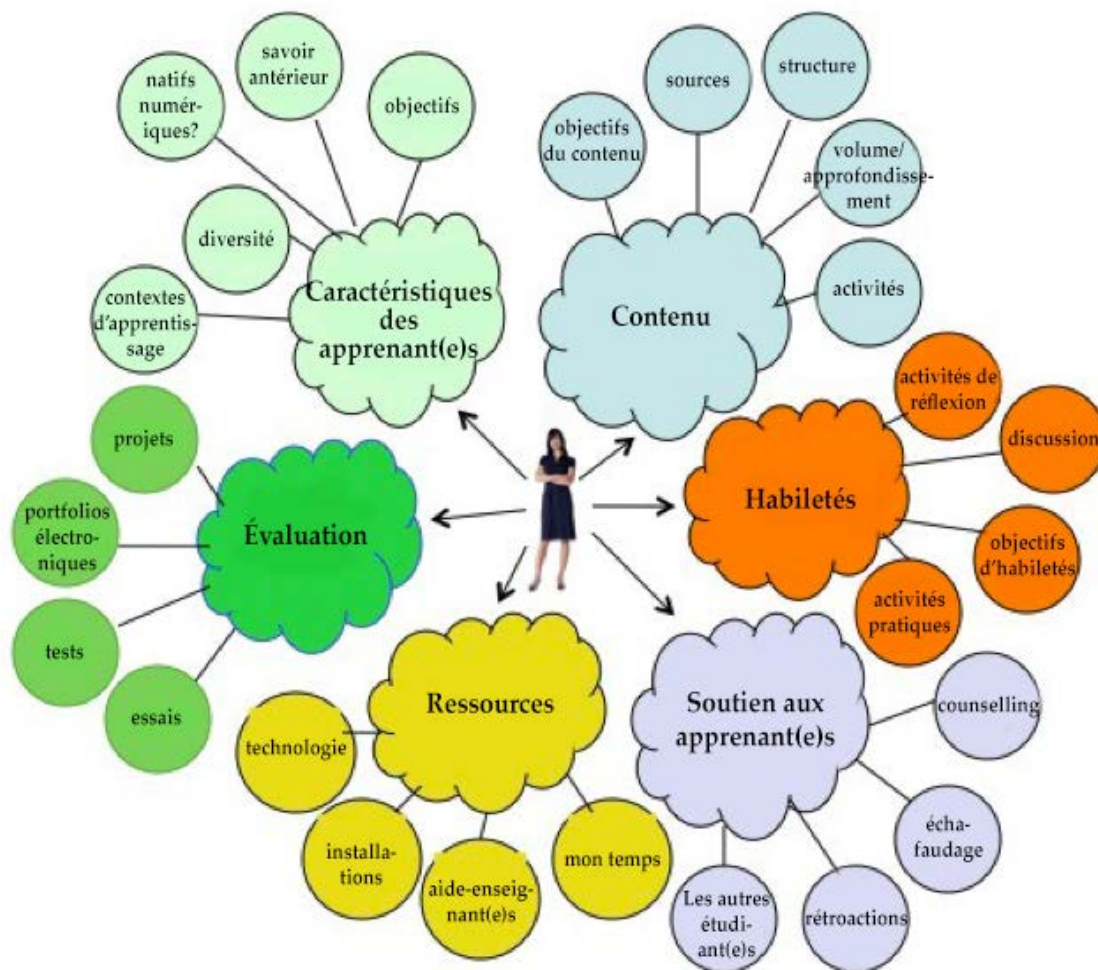 natifs
numér-
iques?
savoir
antérieur
objectifs
diversité
contextes
d'apprentis-
sage
Caractéristiques
des
apprenant(e)s
objectifs
du contenu
sources
structure
volume/
approfondisse-
ment
activités
Contenu
activités de
réflexion
discussion
objectifs
d'habiletés
activités
pratiques
Habiletés
projets
portfolios
électro-
niques
tests
essais
Évaluation
Ressources
technologie
installa-
tions
aide-enseig-
nant(e)s
mon temps
Soutien aux
apprenant(e)s
counselling
écha-
faudage
rétroactions
Les autres
étudi-
ant(e)s